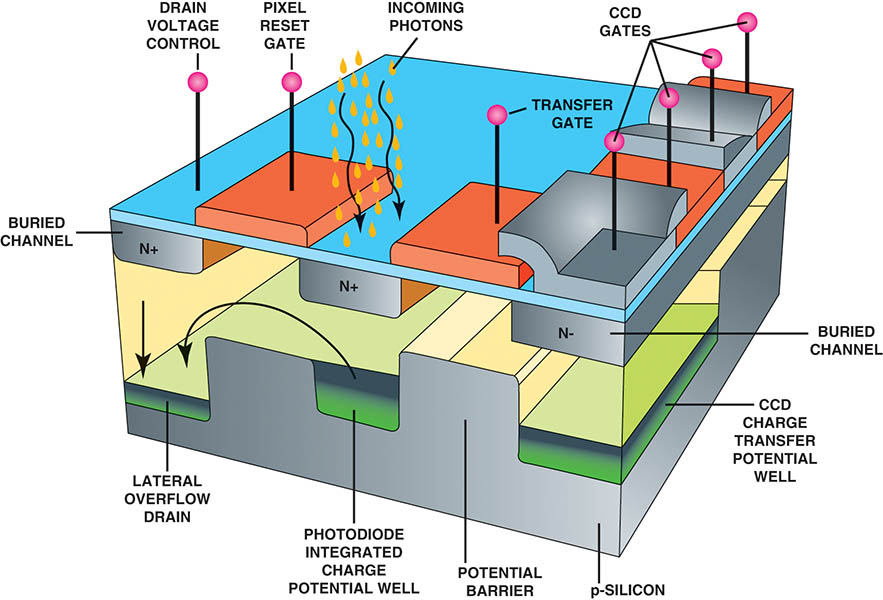 DRAIN
VOLTAGE
CONTROL
PIXEL
RESET
GATE
INCOMING
PHOTONS
CCD
GATES
TRANSFER
GATE
BURIED
CHANNEL
N+
N+
N-
BURIED
CHANNEL
CCD
CHARGE
TRANSFER
POTENTIAL
WELL
LATERAL
OVERFLOW
DRAIN
PHOTODIODE
INTEGRATED
CHARGE
POTENTIAL WELL
POTENTIAL
BARRIER
p-SILICON